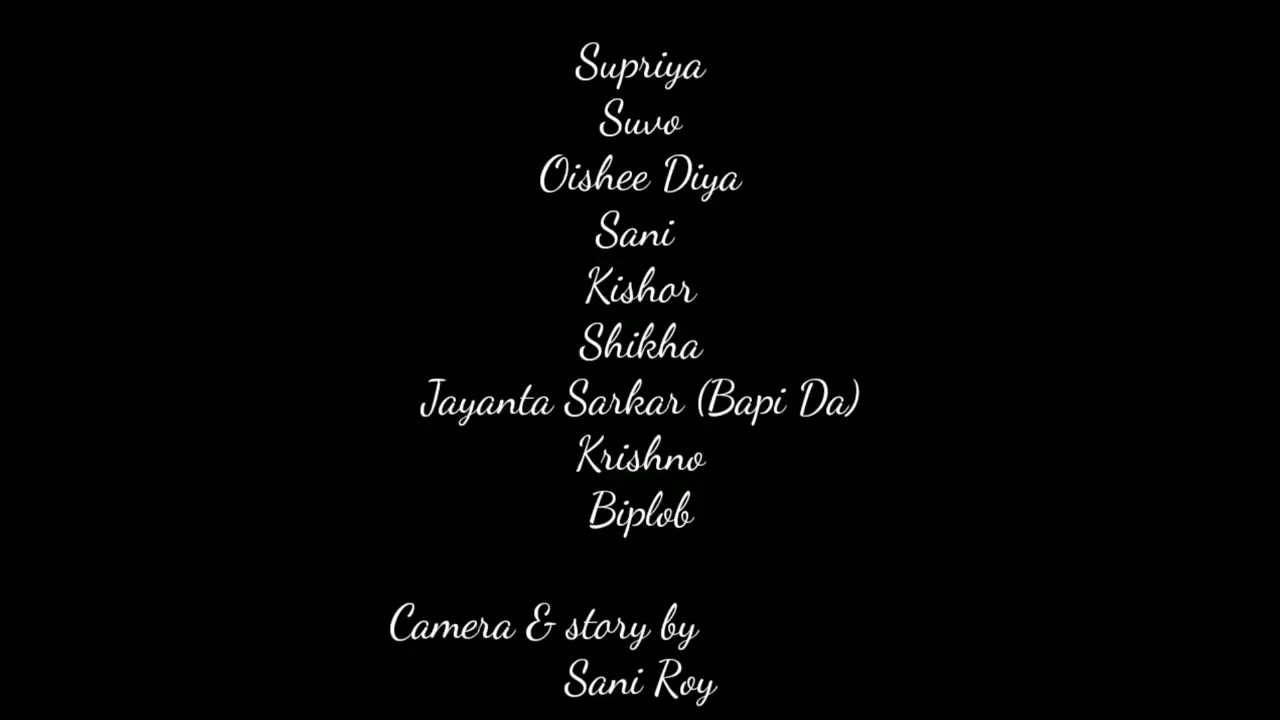 Supriya
Suvo
Oishee Diya
Sani
Kishor
Shikha
Jayanta Sarkar (Bapi Da)
Krishno
Biplob
Camera & story by
Sani Roy